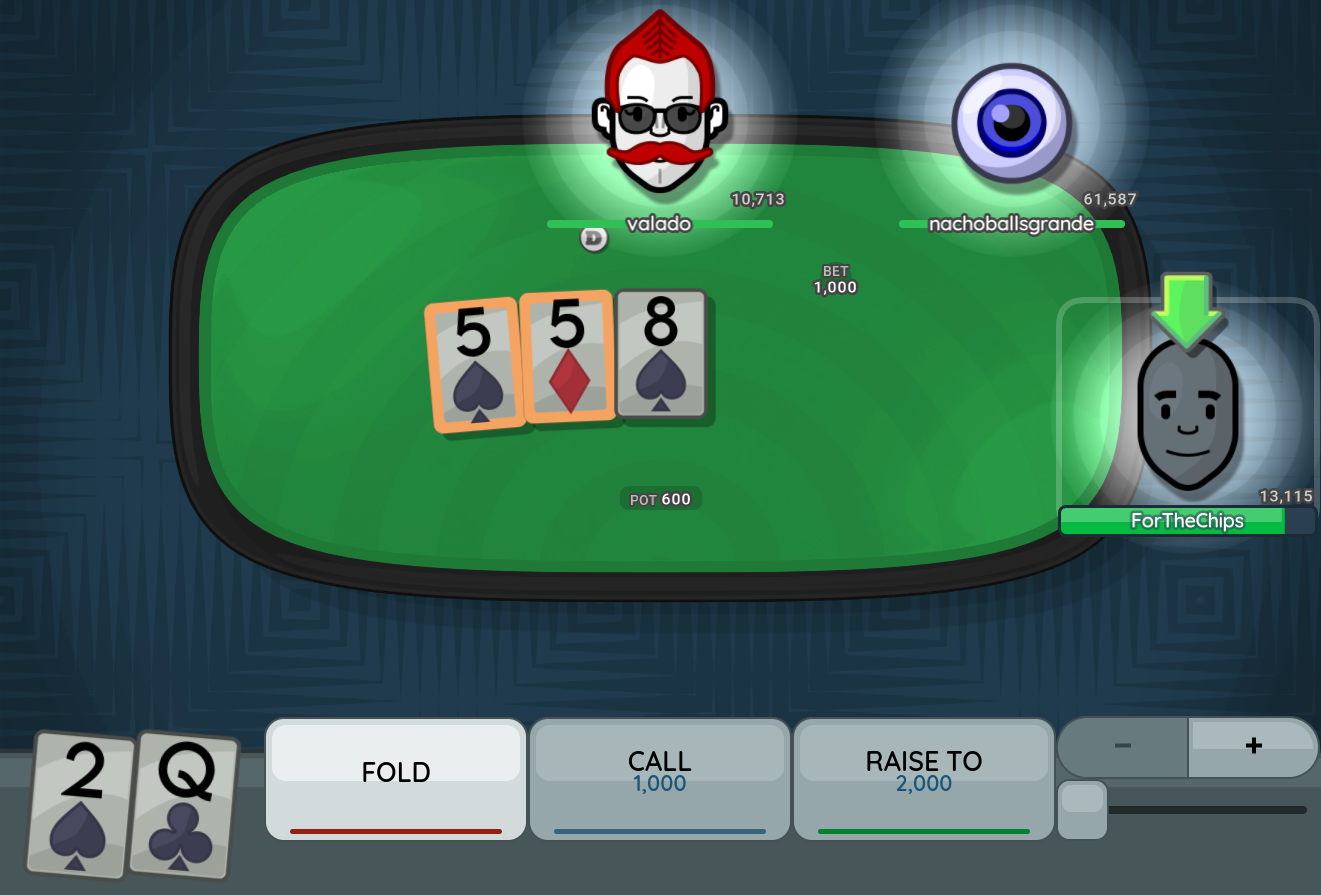 10,713
61,587
valado
nachoballsgrande
D
BET
1,000
5
5
8
13,115
POT 600
ForTheChips
2
Q
FOLD
CALL
1,000
RAISE TO
2,000
−
+